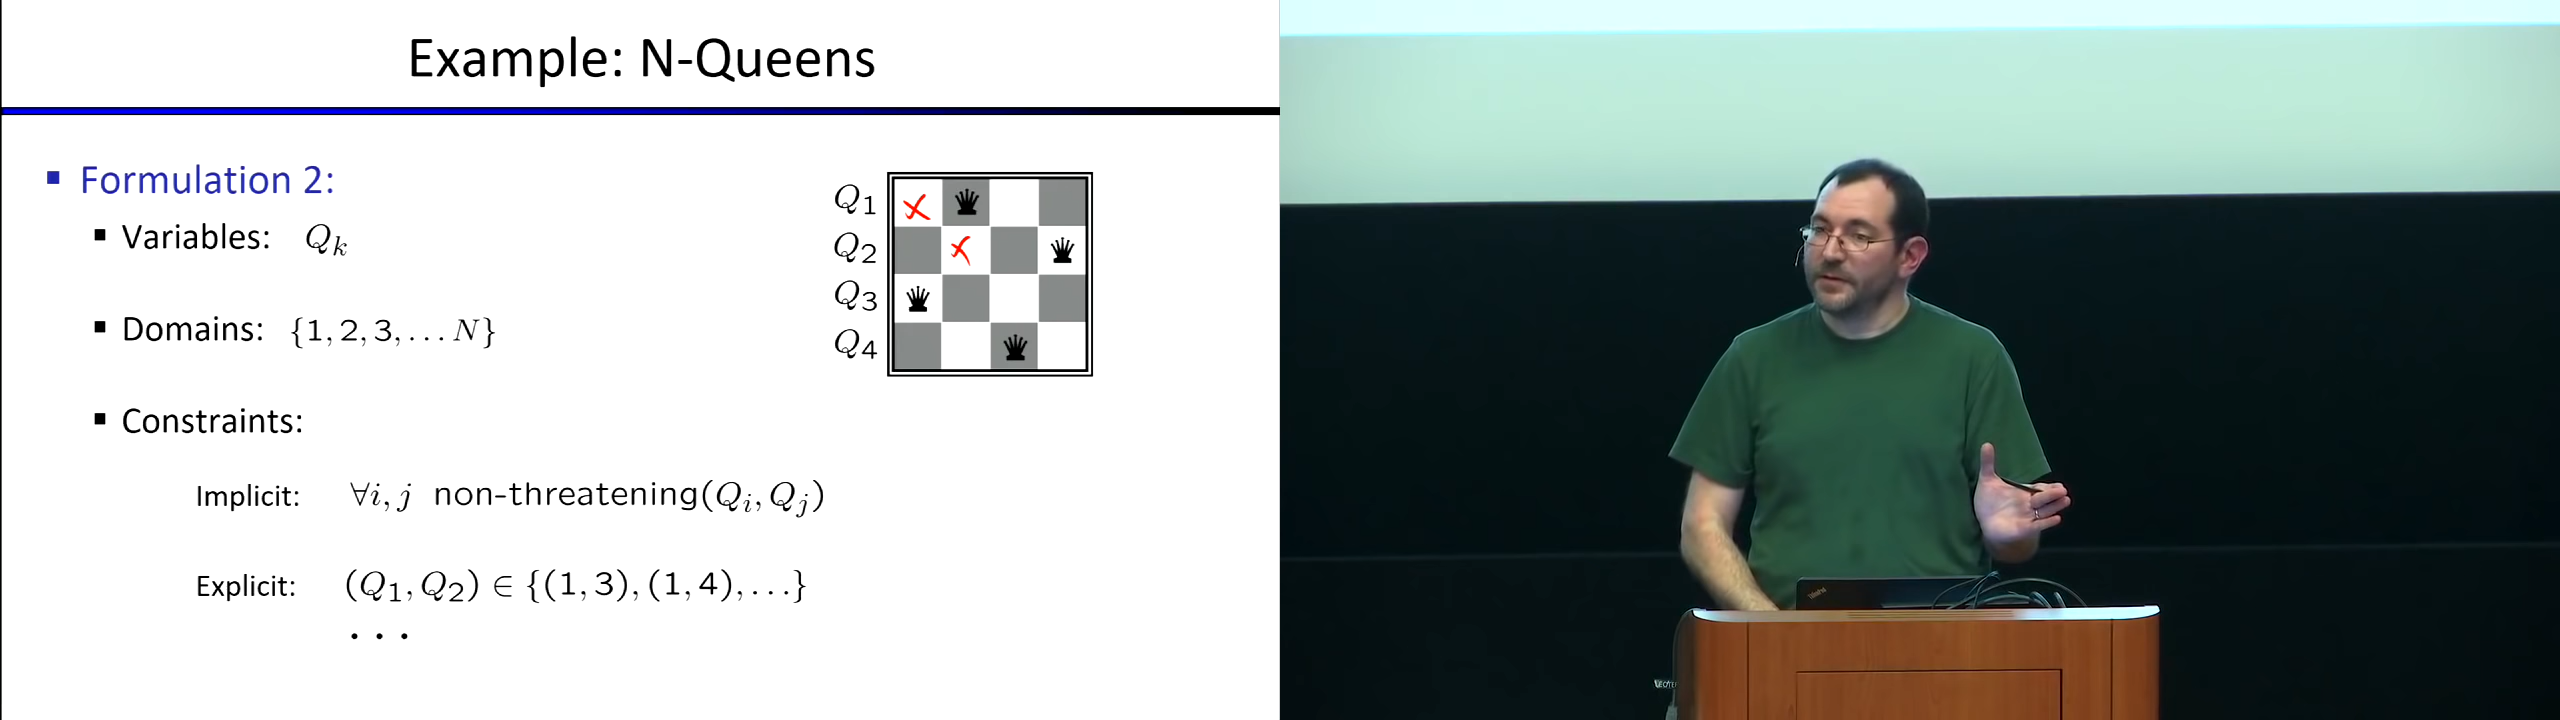 Example: N-Queens
Formulation 2:
Variables: Q_k
Domains: {1, 2, 3, ... N}
Constraints:
Implicit: ∀i, j non-threatening(Q_i, Q_j)
Explicit: (Q_1, Q_2) ∈ {(1, 3), (1, 4), ...}
...
Q_1
Q_2
Q_3
Q_4